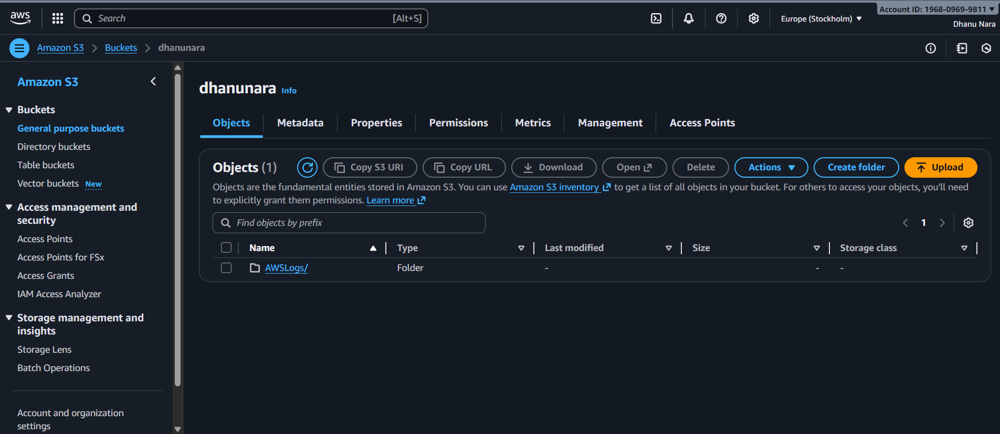 aws
Search
[Alt+S]
Europe (Stockholm)
Account ID: 1968-0969-9811
Dhanu Nara
Amazon S3
Buckets
dhanunara
Amazon S3
Buckets
General purpose buckets
Directory buckets
Table buckets
Vector buckets New
Access management and
security
Access Points
Access Points for FSx
Access Grants
IAM Access Analyzer
Storage management and
insights
Storage Lens
Batch Operations
Account and organization
settings
dhanunara Info
Objects Metadata Properties Permissions Metrics Management Access Points
Objects (1) Copy S3 URI Copy URL Download Open Delete Actions Create folder Upload
Objects are the fundamental entities stored in Amazon S3. You can use Amazon S3 inventory to get a list of all objects in your bucket. For others to access your objects, you'll need
to explicitly grant them permissions. Learn more
Find objects by prefix
1
Name Type Last modified Size Storage class
AWSLogs/ Folder - - -